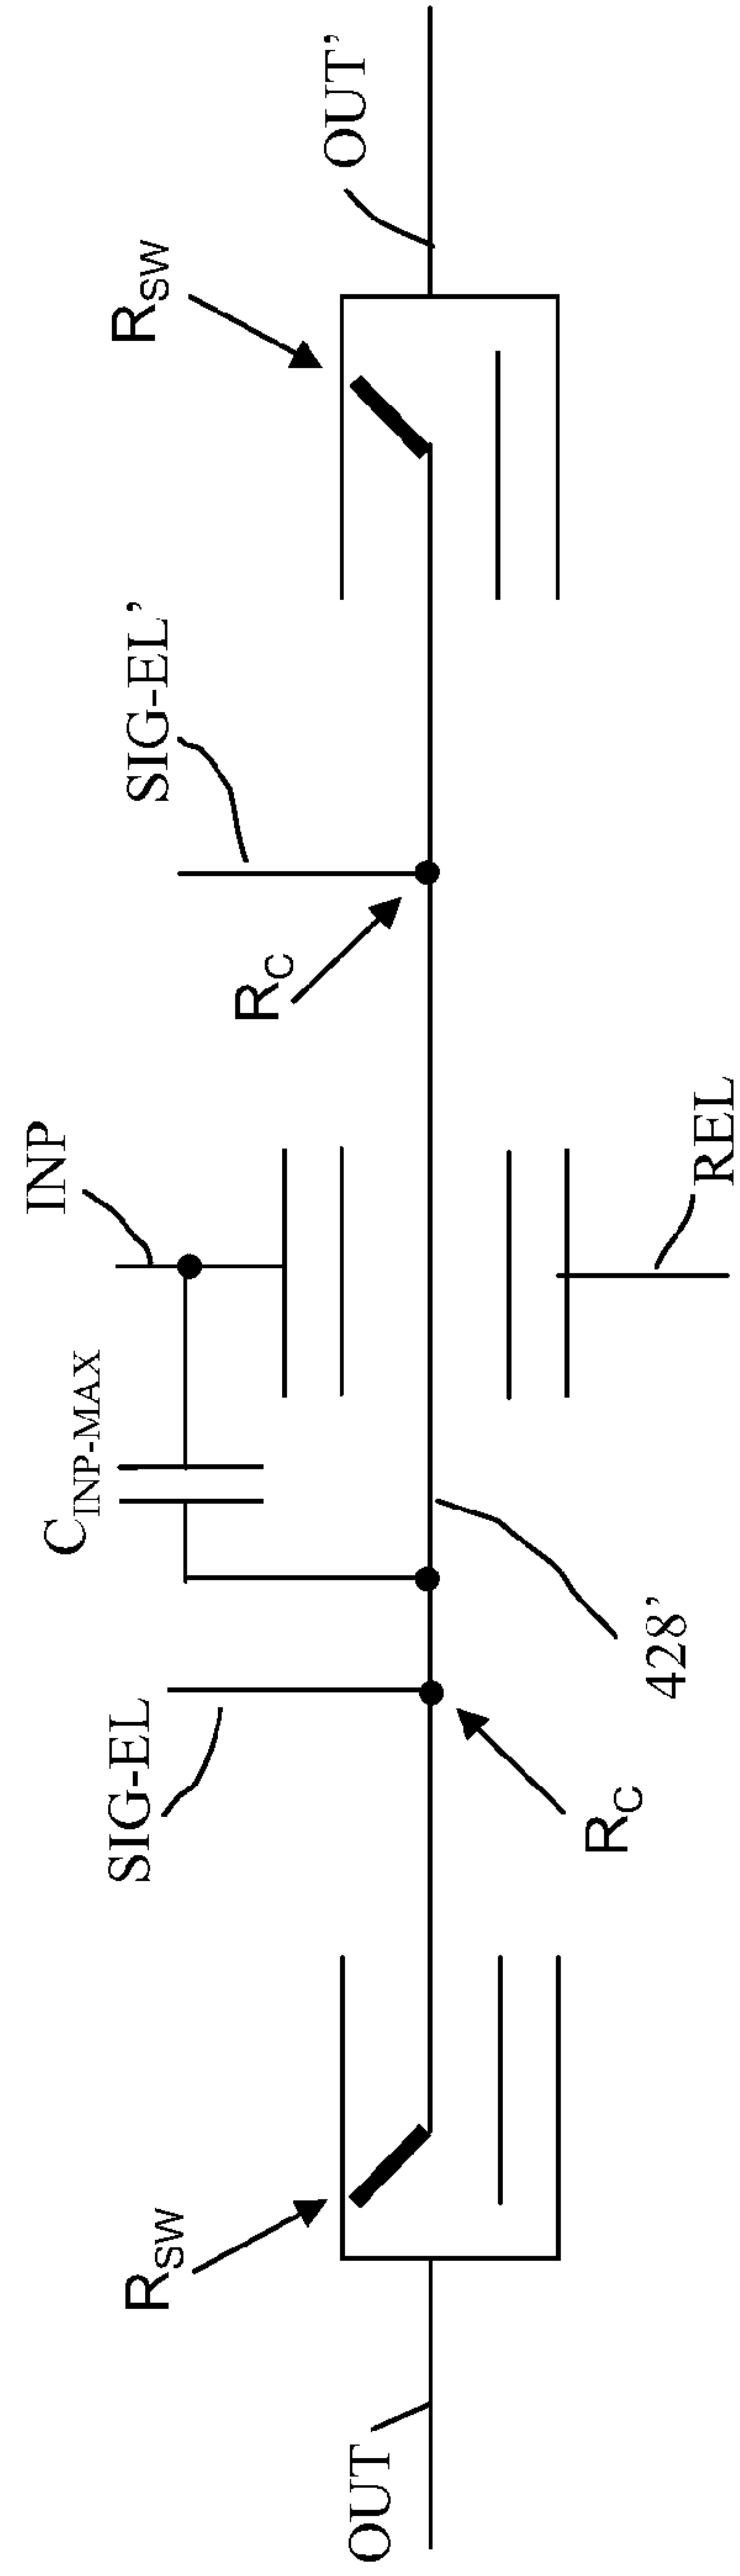 OUT’
R_SW
SIG-EL’
R_C
INP
REL
C_INP-MAX
428’
SIG-EL
R_C
R_SW
OUT